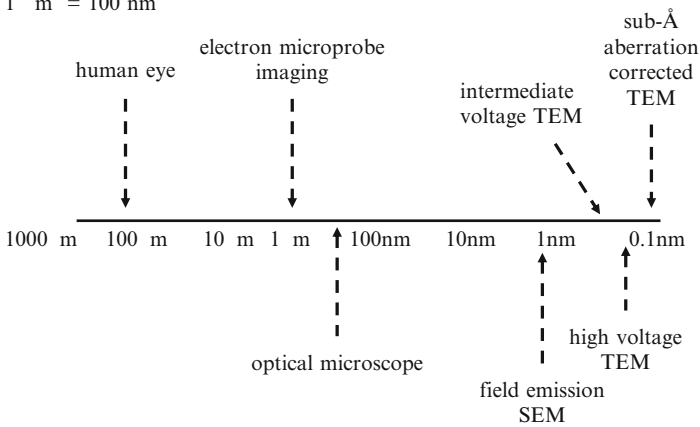 1 m = 100 nm
sub-Å
aberration
corrected
TEM
electron microprobe
imaging
human eye
intermediate
voltage TEM
1000 m 100 m 10 m 1 m 100nm 10nm 1nm 0.1nm
optical microscope
high voltage
TEM
field emission
SEM